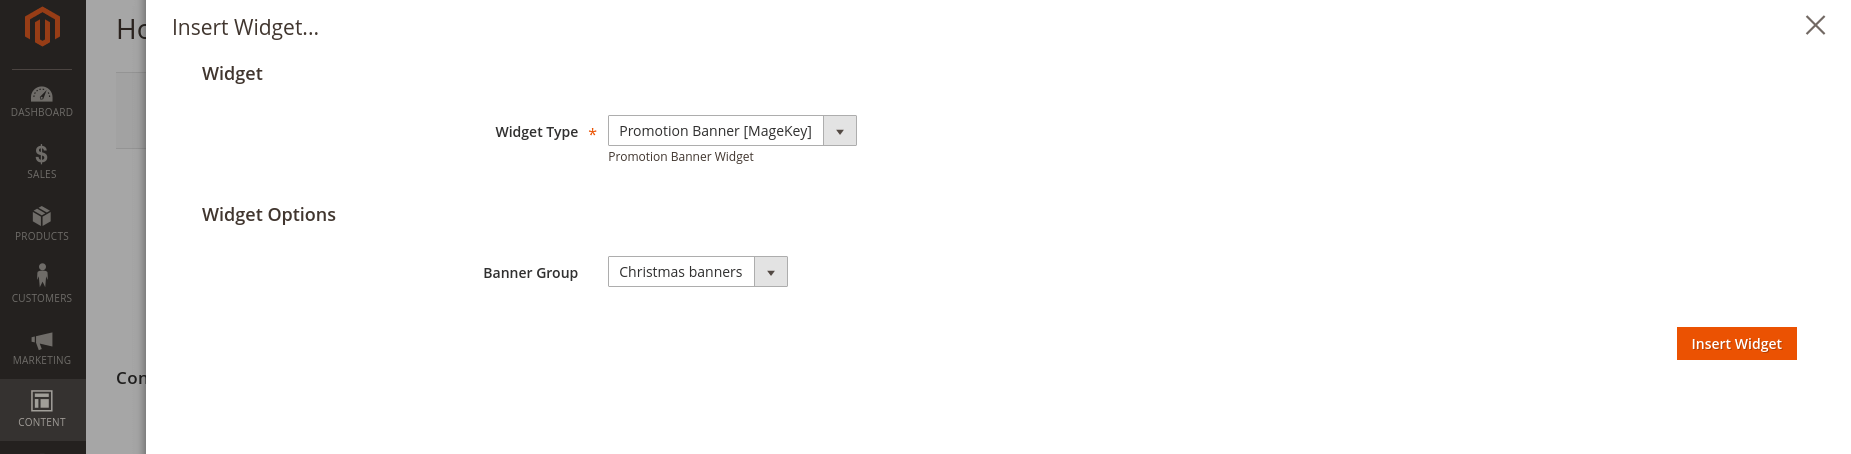 Insert Widget...
Widget
Widget Type *
Promotion Banner [MageKey]
Promotion Banner Widget
Widget Options
Banner Group
Christmas banners
Insert Widget
DASHBOARD
$
SALES
PRODUCTS
CUSTOMERS
MARKETING
CONTENT
Ho
Con